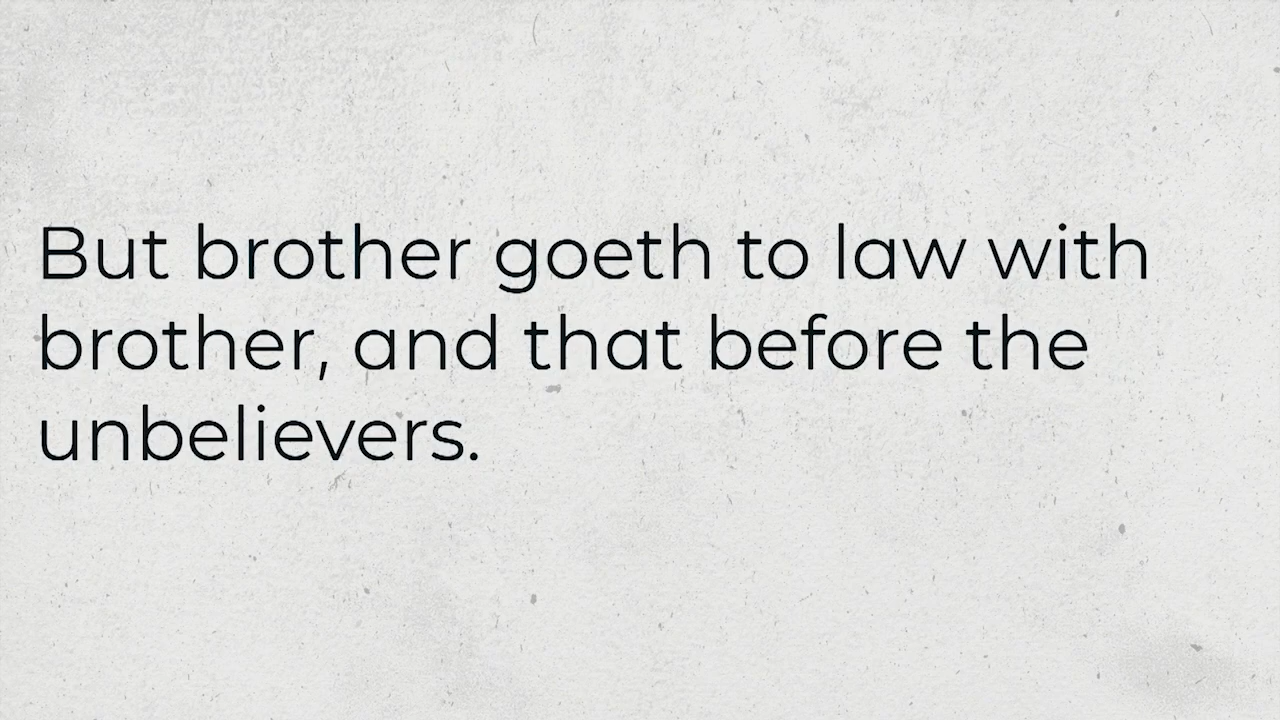 But brother goeth to law with
brother, and that before the
unbelievers.